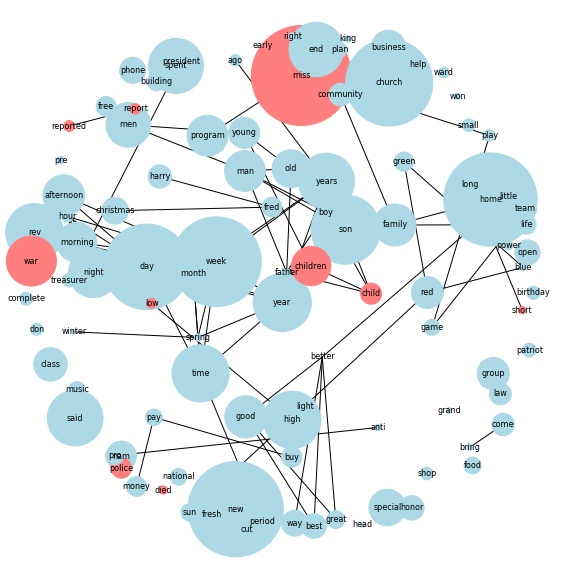 right
king
early
end
plan
business
ago
president
spent
phone
miss
help
ward
building
church
community
won
free
report
small
reported
men
program
young
play
pre
green
old
man
harry
years
long
afternoon
little
home
fred
team
christmas
boy
hour
life
family
son
rev
morning
power
open
war
week
children
day
blue
night
month
father
treasurer
red
child
birthday
complete
low
year
short
game
don
winter
spring
patriot
better
class
time
group
music
law
light
said
pay
good
high
come
anti
grand
bring
pro
ram
buy
police
food
shop
national
money
died
special
honor
sun
fresh
new
period
way
best
great
head
cut